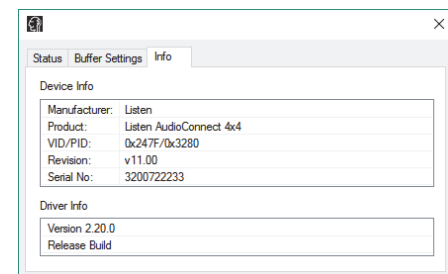 Status Buffer Settings Info
Device Info
Manufacturer: Listen
Product: Listen AudioConnect 4x4
VID/PID: 0x247F/0x3280
Revision: v11.00
Serial No: 3200722233
Driver Info
Version 2.20.0
Release Build